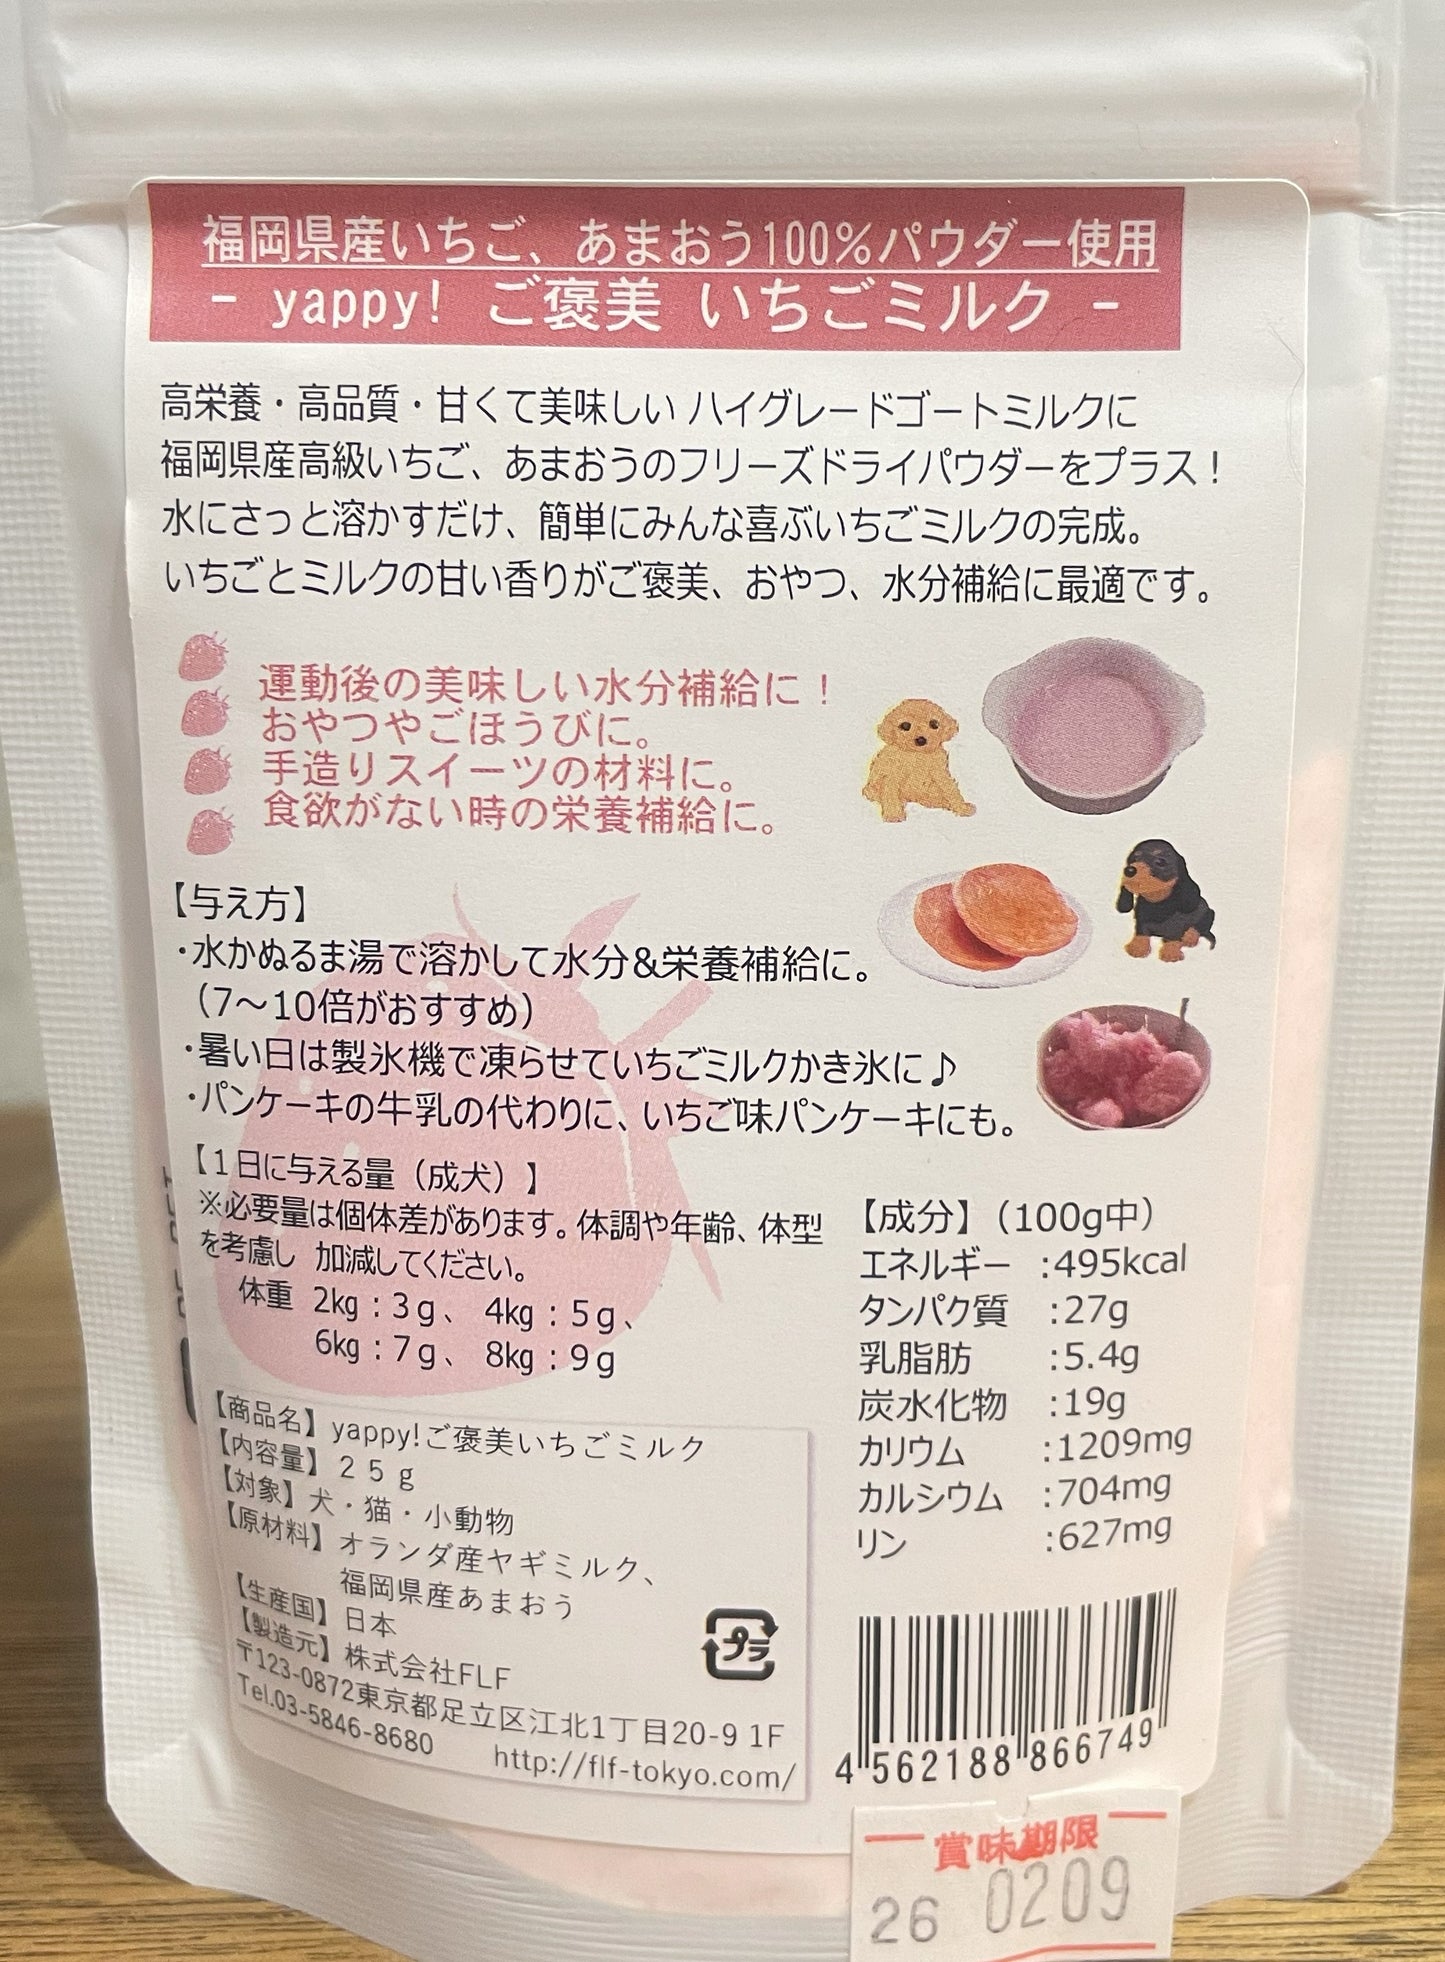 福岡県産いちご、あまおう100%パウダー使用
- yappy! ご褒美 いちごミルク -
高栄養・高品質・甘くて美味しい ハイグレードゴートミルクに
福岡県産高級いちご、あまおうのフリーズドライパウダーをプラス！
水にさっと溶かすだけ、簡単にみんな喜ぶいちごミルクの完成。
いちごとミルクの甘い香りがご褒美、おやつ、水分補給に最適です。
運動後の美味しい水分補給に！
おやつやごほうびに。
手造りスイーツの材料に。
食欲がない時の栄養補給に。
【与え方】
・水かぬるま湯で溶かして水分&栄養補給に。
（7～10倍がおすすめ）
・暑い日は製氷機で凍らせていちごミルクかき氷に♪
・パンケーキの牛乳の代わりに、いちご味パンケーキにも。
【１日に与える量（成犬）】
※必要量は個体差があります。体調や年齢、体型
を考慮し 加減してください。
体重 2kg：3g、 4kg：5g、
6kg：7g、 8kg：9g
【成分】（100g中）
エネルギー :495kcal
タンパク質 :27g
乳脂肪 :5.4g
炭水化物 :19g
カリウム :1209mg
カルシウム :704mg
リン :627mg
【商品名】yappy!ご褒美いちごミルク
【内容量】２５ｇ
【対象】犬・猫・小動物
【原材料】オランダ産ヤギミルク、
福岡県産あまおう
【生産国】日本
【製造元】株式会社FLF
〒123-0872東京都足立区江北1丁目20-9 1F
Tel.03-5846-8680 http://flf-tokyo.com/
プラ
4562188866749
賞味期限
26 0209